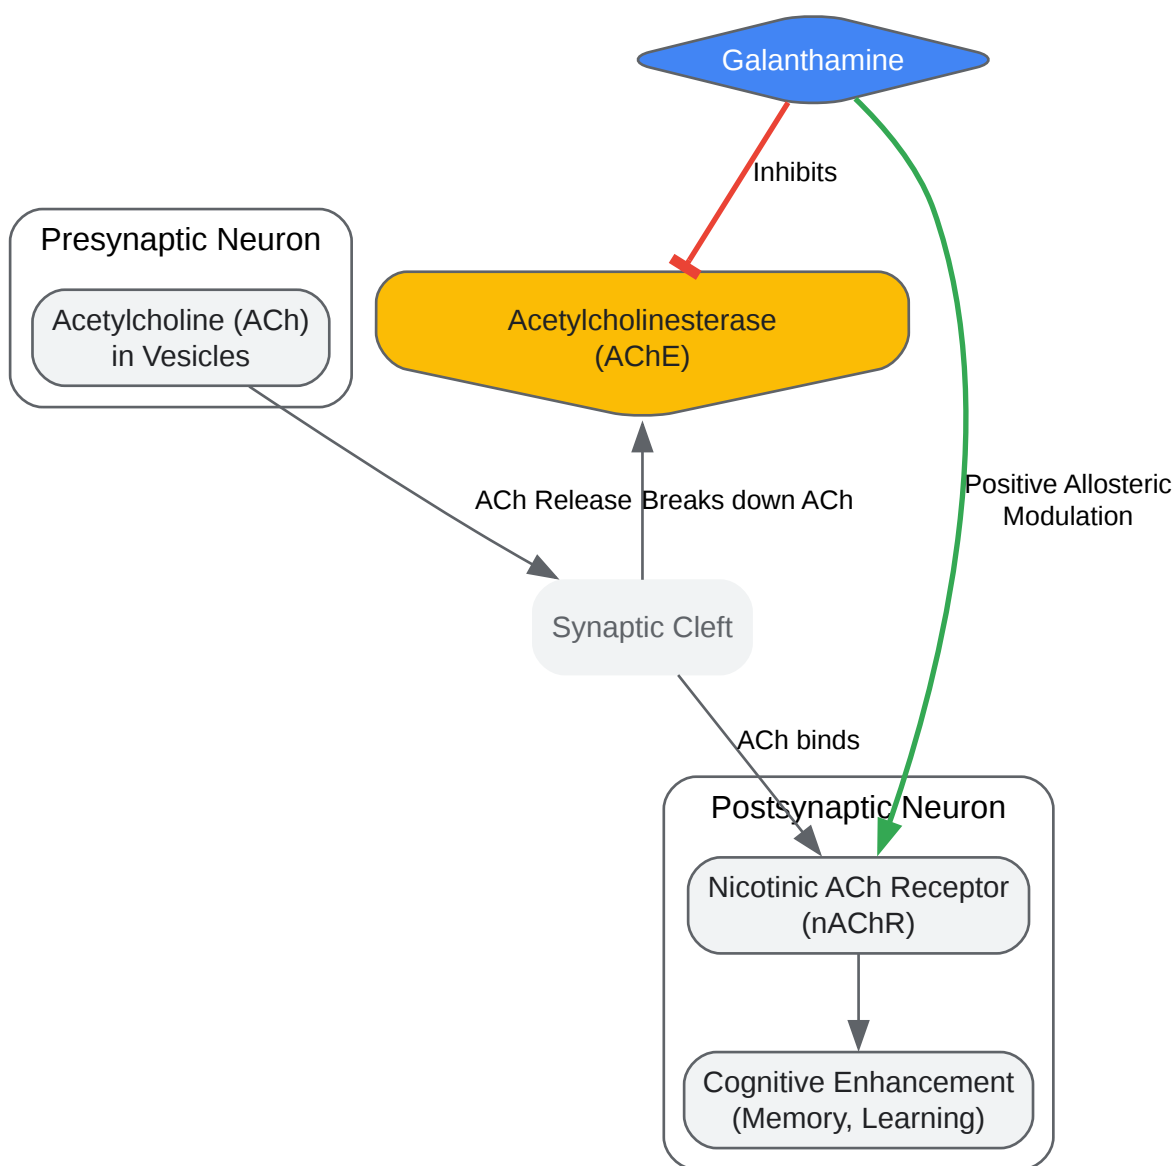 Galanthamine
Inhibits
Presynaptic Neuron
Acetylcholine (ACh)
in Vesicles
Acetylcholinesterase
(AChE)
ACh Release
Breaks down ACh
Positive Allosteric
Modulation
Synaptic Cleft
ACh binds
Postsynaptic Neuron
Nicotinic ACh Receptor
(nAChR)
Cognitive Enhancement
(Memory, Learning)